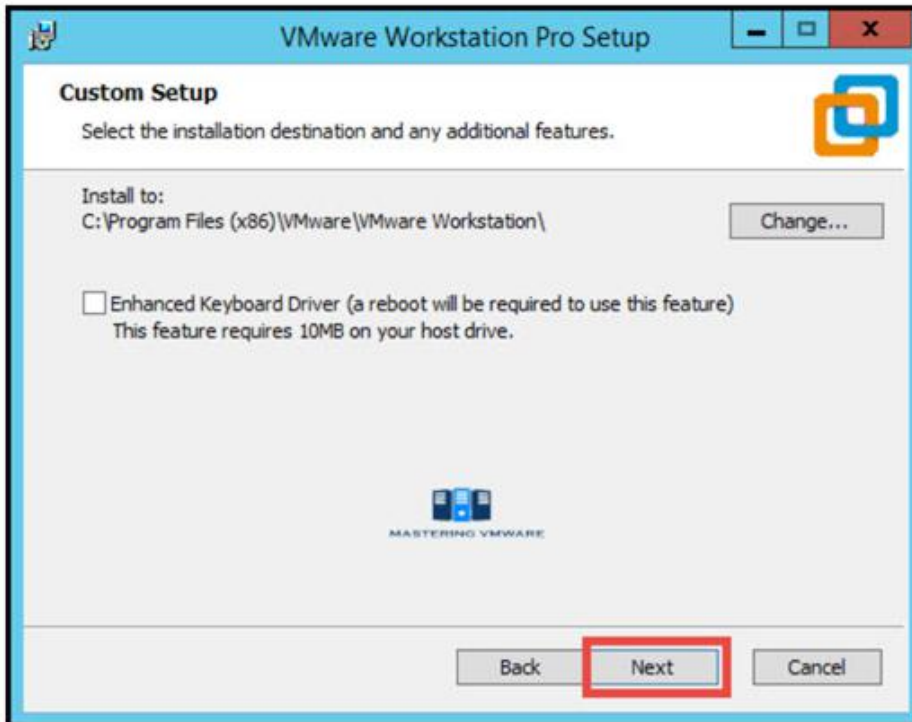 VMware Workstation Pro Setup
Custom Setup
Select the installation destination and any additional features.
Install to:
C:\Program Files (x86)\VMware\VMware Workstation\
Change...
Enhanced Keyboard Driver (a reboot will be required to use this feature)
This feature requires 10MB on your host drive.
MASTERING VMWARE
Back Next Cancel